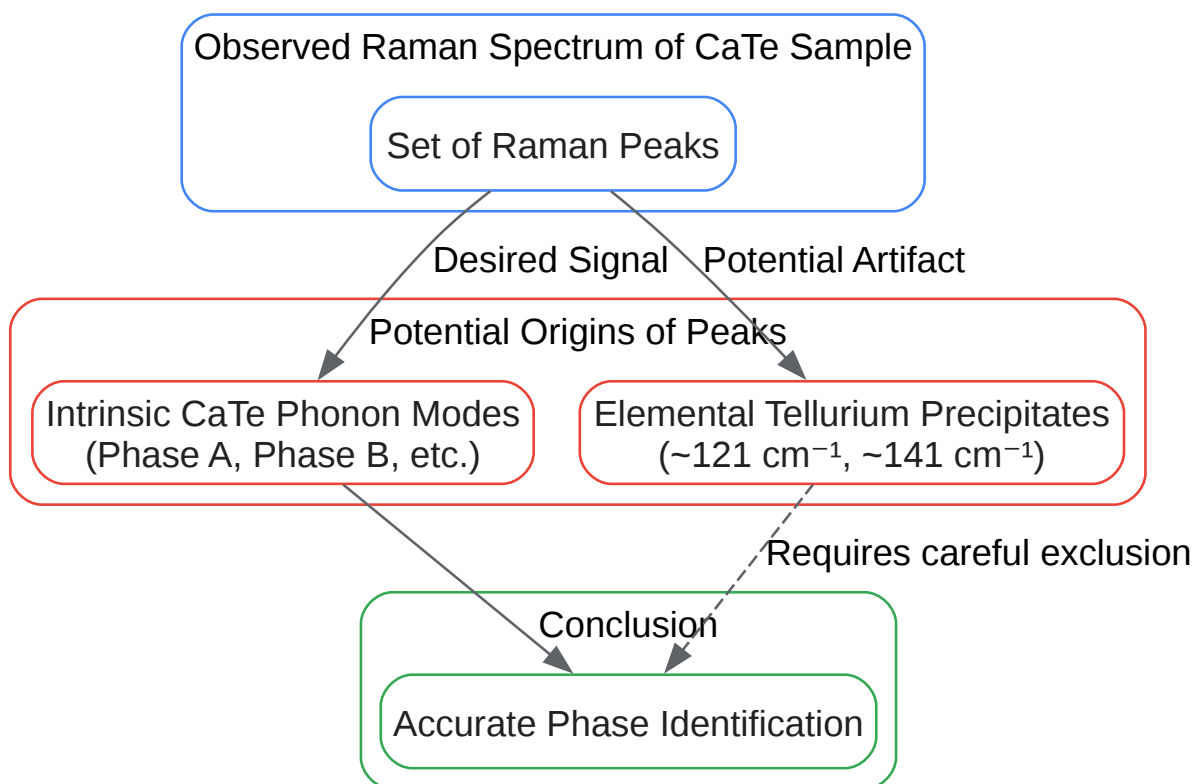 Observed Raman Spectrum of CaTe Sample
Set of Raman Peaks
Desired Signal
Potential Artifact
Potential Origins of Peaks
Intrinsic CaTe Phonon Modes
(Phase A, Phase B, etc.)
Elemental Tellurium Precipitates
(~121 cm⁻¹, ~141 cm⁻¹)
Requires careful exclusion
Conclusion
Accurate Phase Identification